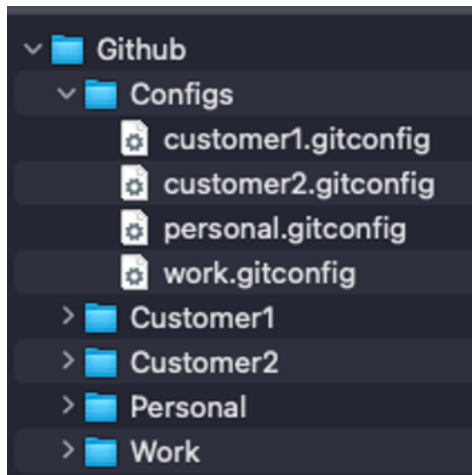 Github
Configs
customer1.gitconfig
customer2.gitconfig
personal.gitconfig
work.gitconfig
Customer1
Customer2
Personal
Work